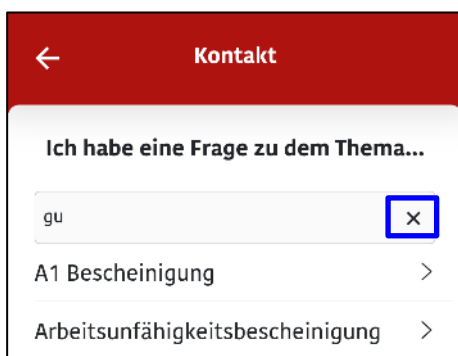 Kontakt
Ich habe eine Frage zu dem Thema...
gu
A1 Bescheinigung
Arbeitsunfähigkeitsbescheinigung